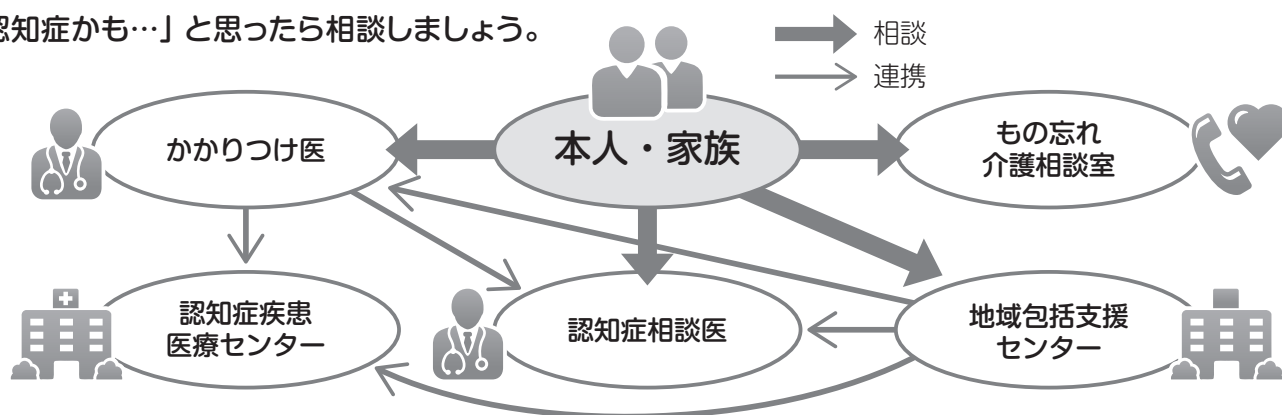 認知症かも…」と思ったら相談しましょう。
相談
連携
本人・家族
かかりつけ医
もの忘れ
介護相談室
認知症疾患
医療センター
認知症相談医
地域包括支援
センター